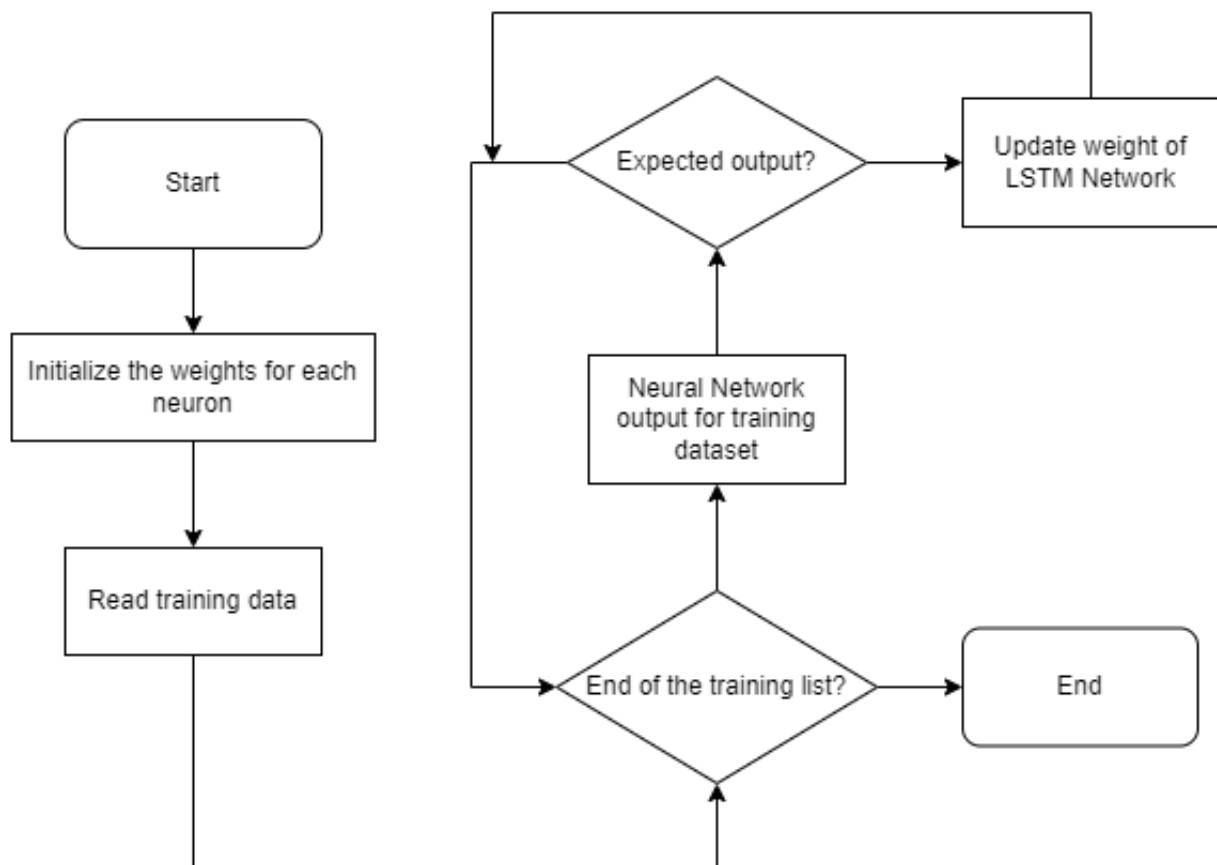 Start
Initialize the weights for each
neuron
Read training data
Expected output?
Update weight of
LSTM Network
Neural Network
output for training
dataset
End of the training list?
End